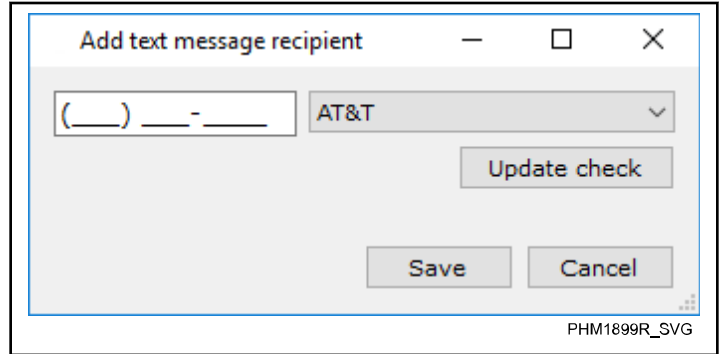 Add text message recipient
(___) ___-____ AT&T
Update check
Save Cancel
PHM1899R_SVG